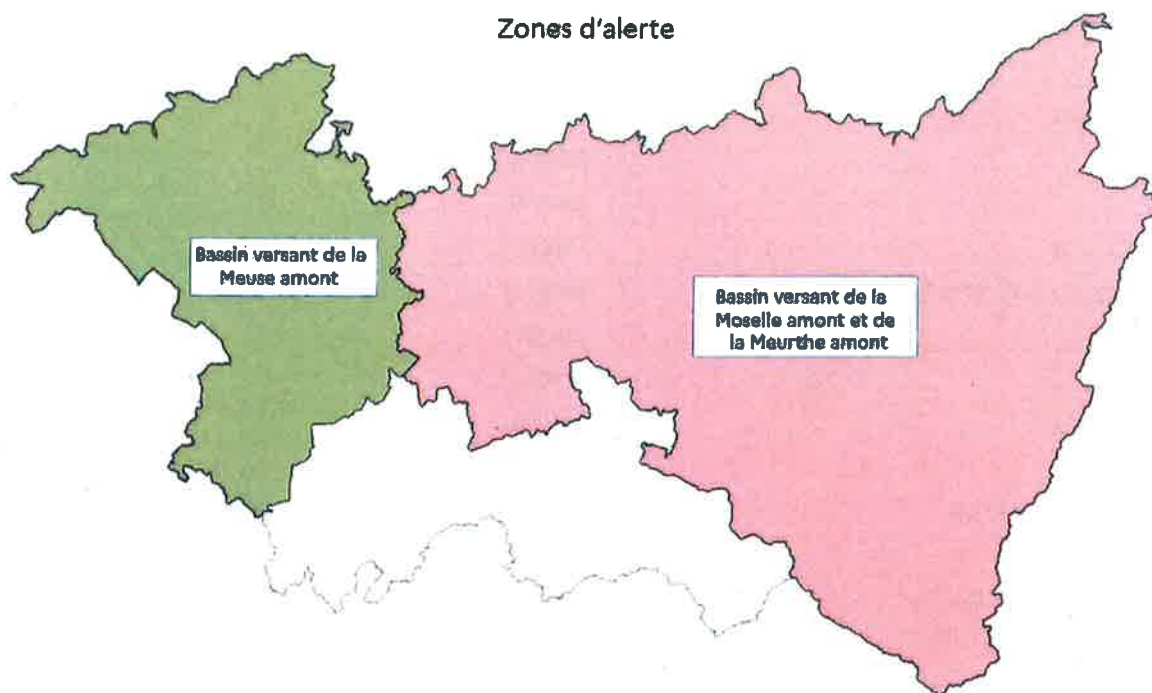 Zones d'alerte
Bassin versant de la
Meuse amont
Bassin versant de la
Moselle amont et de
la Meurthe amont